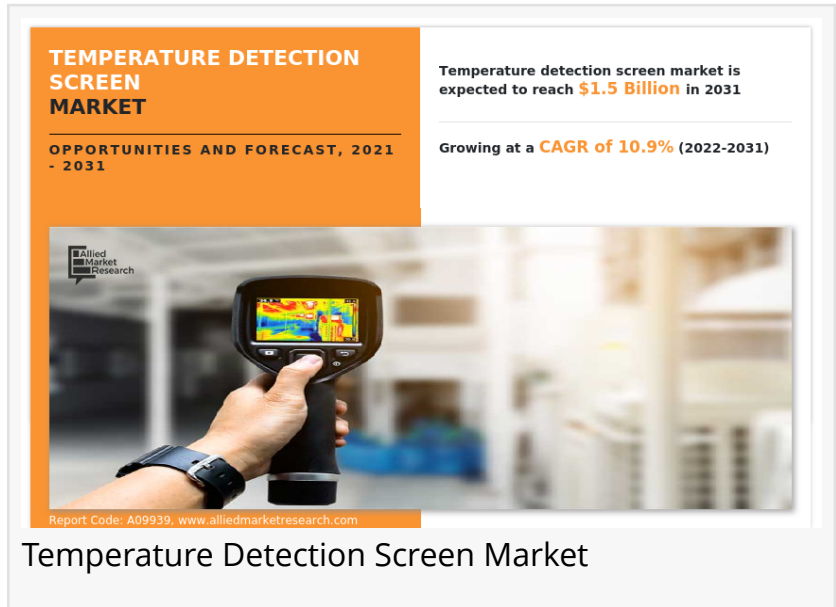 TEMPERATURE DETECTION
SCREEN
MARKET
OPPORTUNITIES AND FORECAST, 2021
- 2031
Temperature detection screen market is
expected to reach $1.5 Billion in 2031
Growing at a CAGR of 10.9% (2022-2031)
Allied
Market
Research
Report Code: A09939, www.alliedmarketresearch.com
Temperature Detection Screen Market